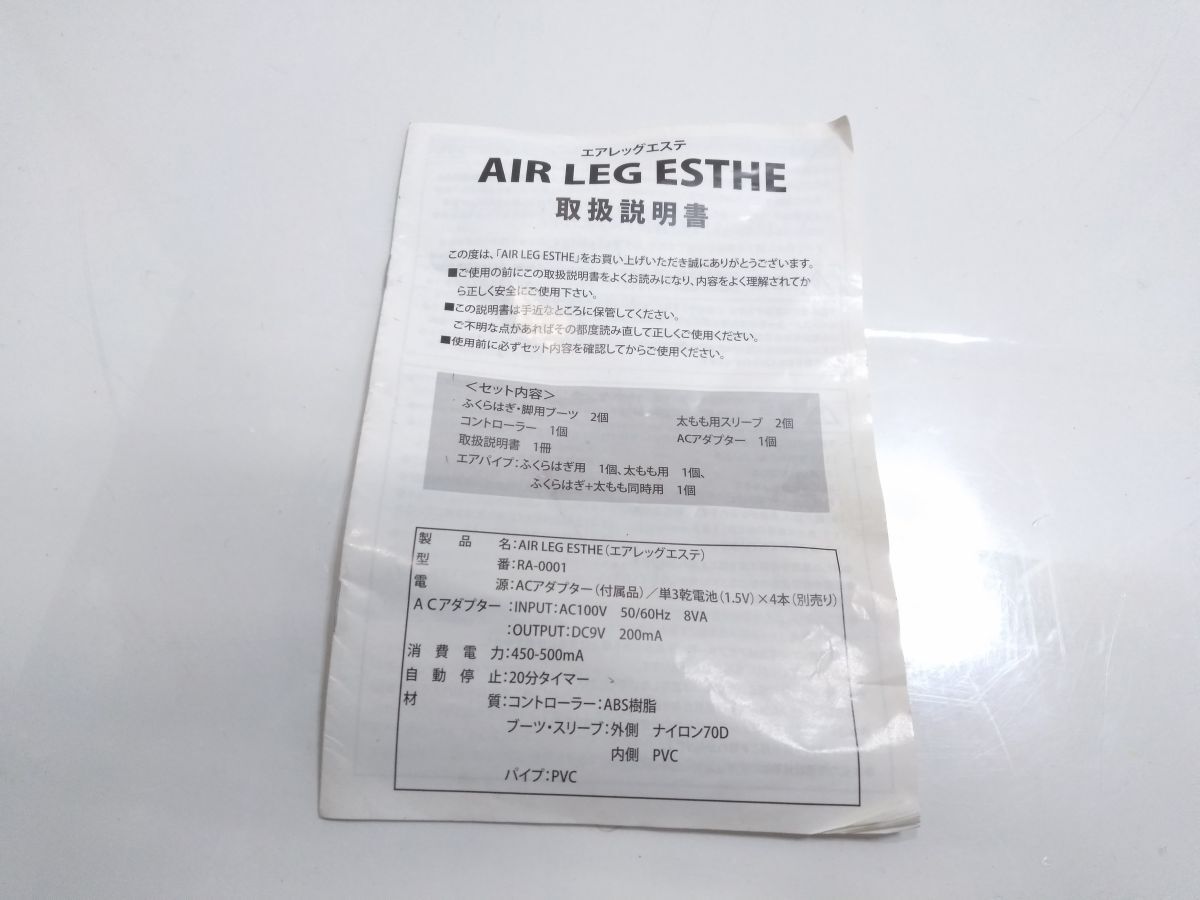 エアレッグエステ
AIR LEG ESTHE
取扱説明書
この度は、「AIR LEG ESTHE」をお買い上げいただき誠にありがとうございます。
■ご使用の前にこの取扱説明書をよくお読みになり、内容をよく理解されてか
ら正しく安全にご使用下さい。
■この説明書は手近なところに保管してください。
ご不明な点があればその都度読み直して正しくご使用ください。
■使用前に必ずセット内容を確認してからご使用ください。
＜セット内容＞
ふくらはぎ・脚用ブーツ 2個 太もも用スリーブ 2個
コントローラー 1個 ACアダプター 1個
取扱説明書 1冊
エアパイプ：ふくらはぎ用 1個、太もも用 1個、
ふくらはぎ+太もも同時用 1個
製品名：AIR LEG ESTHE（エアレッグエステ）
型番：RA-0001
電源：ACアダプター（付属品）／単3乾電池（1.5V）×4本（別売り）
ACアダプター：INPUT：AC100V 50/60Hz 8VA
：OUTPUT：DC9V 200mA
消費電力：450-500mA
自動停止：20分タイマー
材質：コントローラー：ABS樹脂
ブーツ・スリーブ：外側 ナイロン70D
内側 PVC
パイプ：PVC